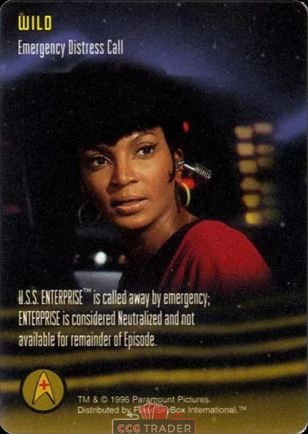 WILD
Emergency Distress Call
U.S.S. ENTERPRISE™ is called away by emergency;
ENTERPRISE is considered Neutralized and not
available for remainder of Episode.
TM & © 1996 Paramount Pictures.
Distributed by Box International.™
CCG TRADER